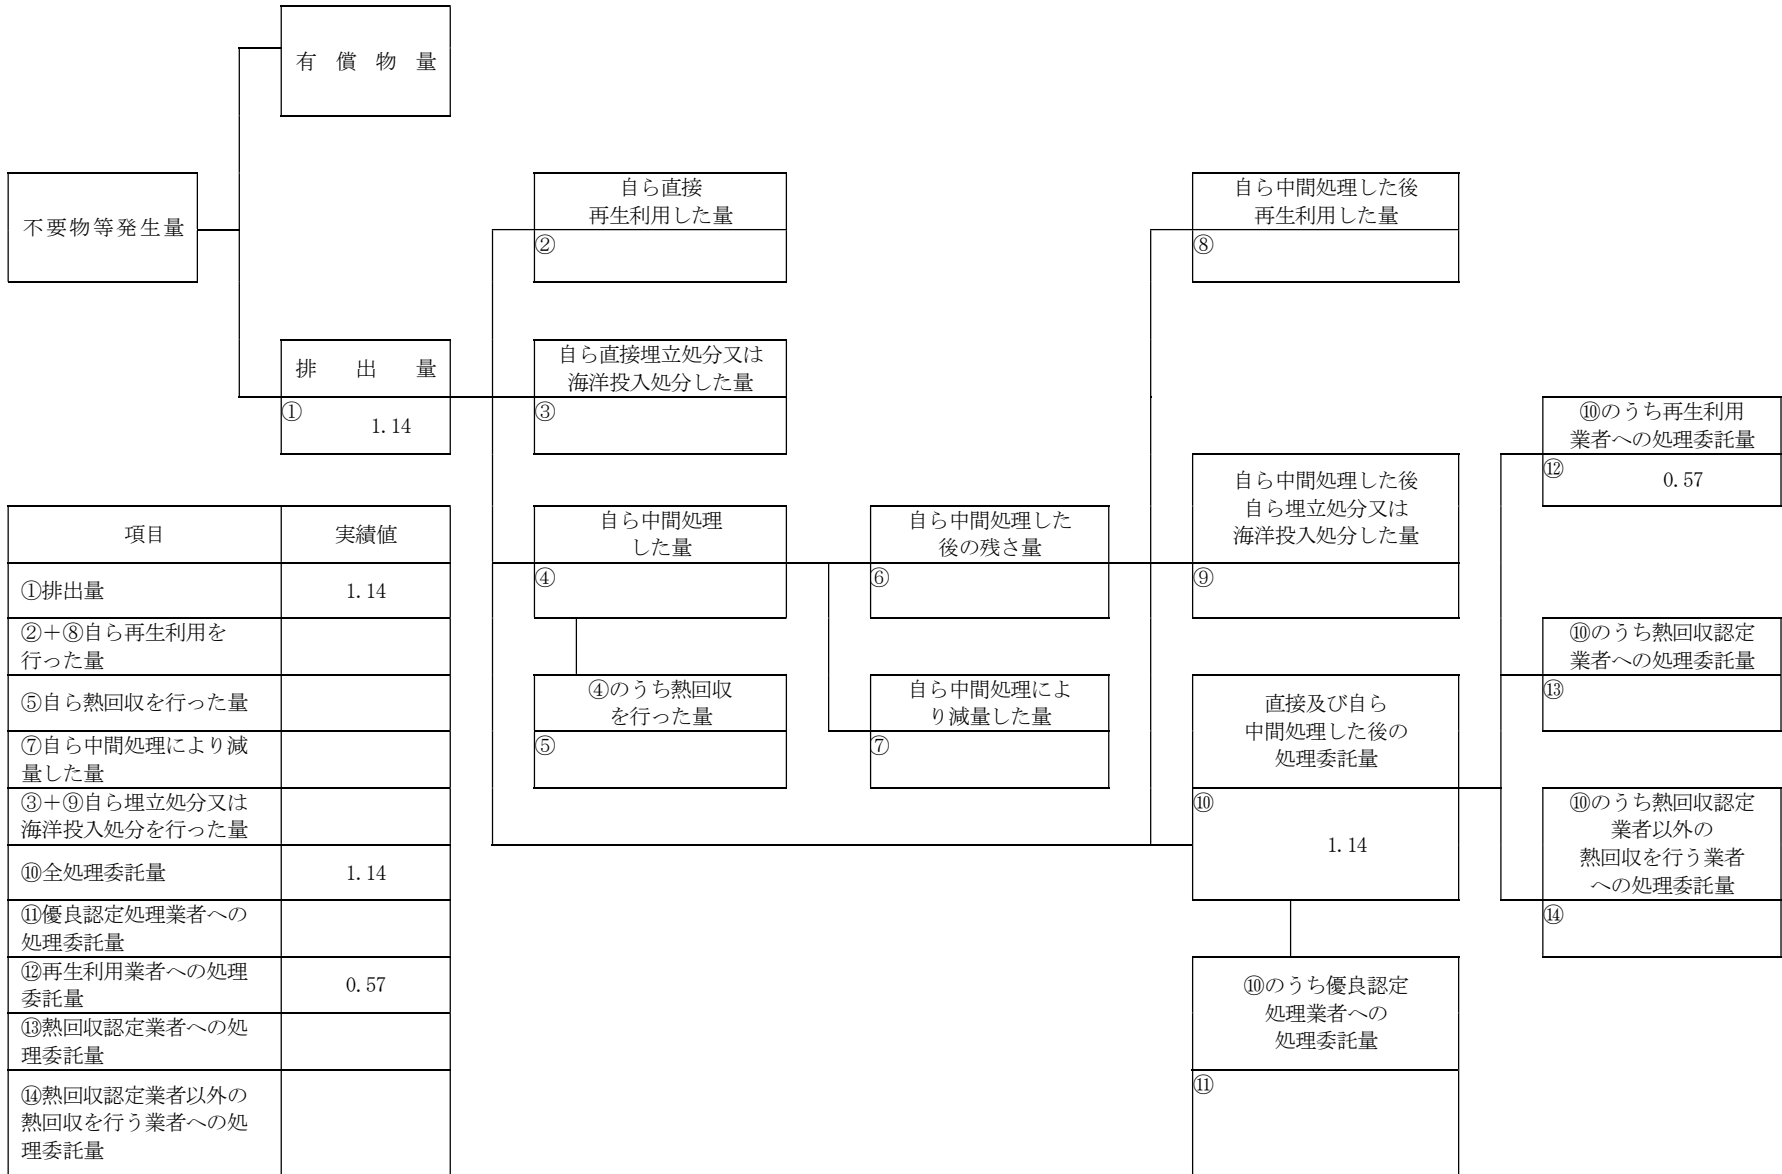 有 償 物 量
不要物等発生量
自ら直接
再生利用した量
②
自ら中間処理した後
再生利用した量
⑧
排 出 量
①
1.14
自ら直接埋立処分又は
海洋投入処分した量
③
⑩のうち再生利用
業者への処理委託量
⑫
0.57
自ら中間処理した後
自ら埋立処分又は
海洋投入処分した量
⑨
自ら中間処理
した量
④
自ら中間処理した
後の残さ量
⑥
⑩のうち熱回収認定
業者への処理委託量
⑬
④のうち熱回収
を行った量
⑤
自ら中間処理によ
り減量した量
⑦
直接及び自ら
中間処理した後の
処理委託量
⑩
1.14
⑩のうち熱回収認定
業者以外の
熱回収を行う業者
への処理委託量
⑭
⑩のうち優良認定
処理業者への
処理委託量
⑪
項目 実績値
①排出量 1.14
②+⑧自ら再生利用を
行った量
⑤自ら熱回収を行った量
⑦自ら中間処理により減
量した量
③+⑨自ら埋立処分又は
海洋投入処分を行った量
⑩全処理委託量 1.14
⑪優良認定処理業者への
処理委託量
⑫再生利用業者への処理
委託量
0.57
⑬熱回収認定業者への処
理委託量
⑭熱回収認定業者以外の
熱回収を行う業者への処
理委託量